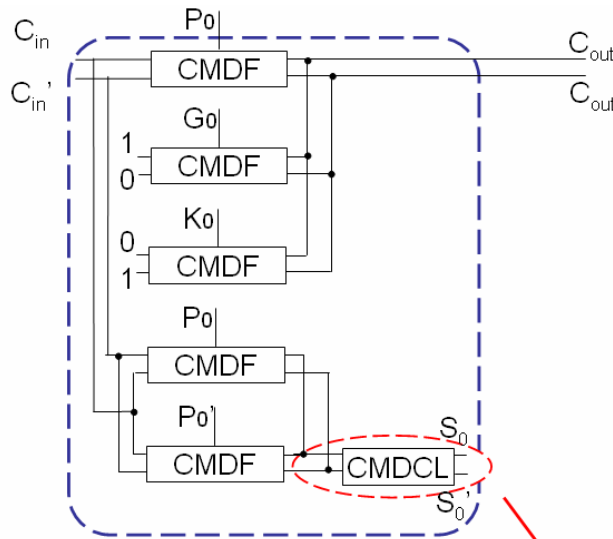 P0
Cin
CMDF
Cout
Cin'
Cout
G0
1
CMDF
0
K0
0
CMDF
1
P0
CMDF
P0'
S0
CMDF
CMDCL
S0'